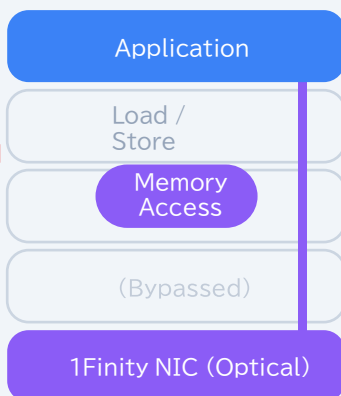 Application
Load /
Store
Memory
Access
(Bypassed)
1Finity NIC (Optical)